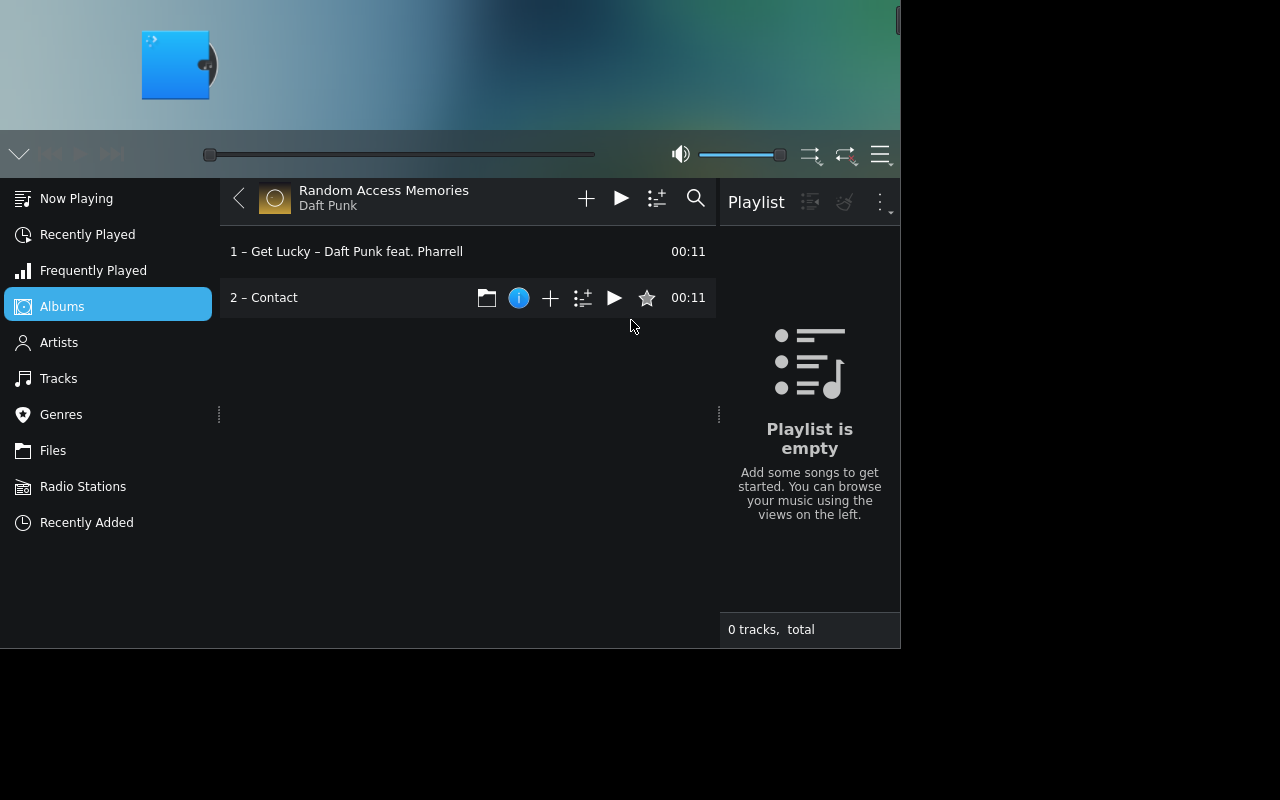 Now Playing
Recently Played
Frequently Played
Albums
Artists
Tracks
Genres
Files
Radio Stations
Recently Added
Random Access Memories
Daft Punk
1 – Get Lucky – Daft Punk feat. Pharrell
00:11
2 – Contact
00:11
Playlist
Playlist is
empty
Add some songs to get
started. You can browse
your music using the
views on the left.
0 tracks,  total